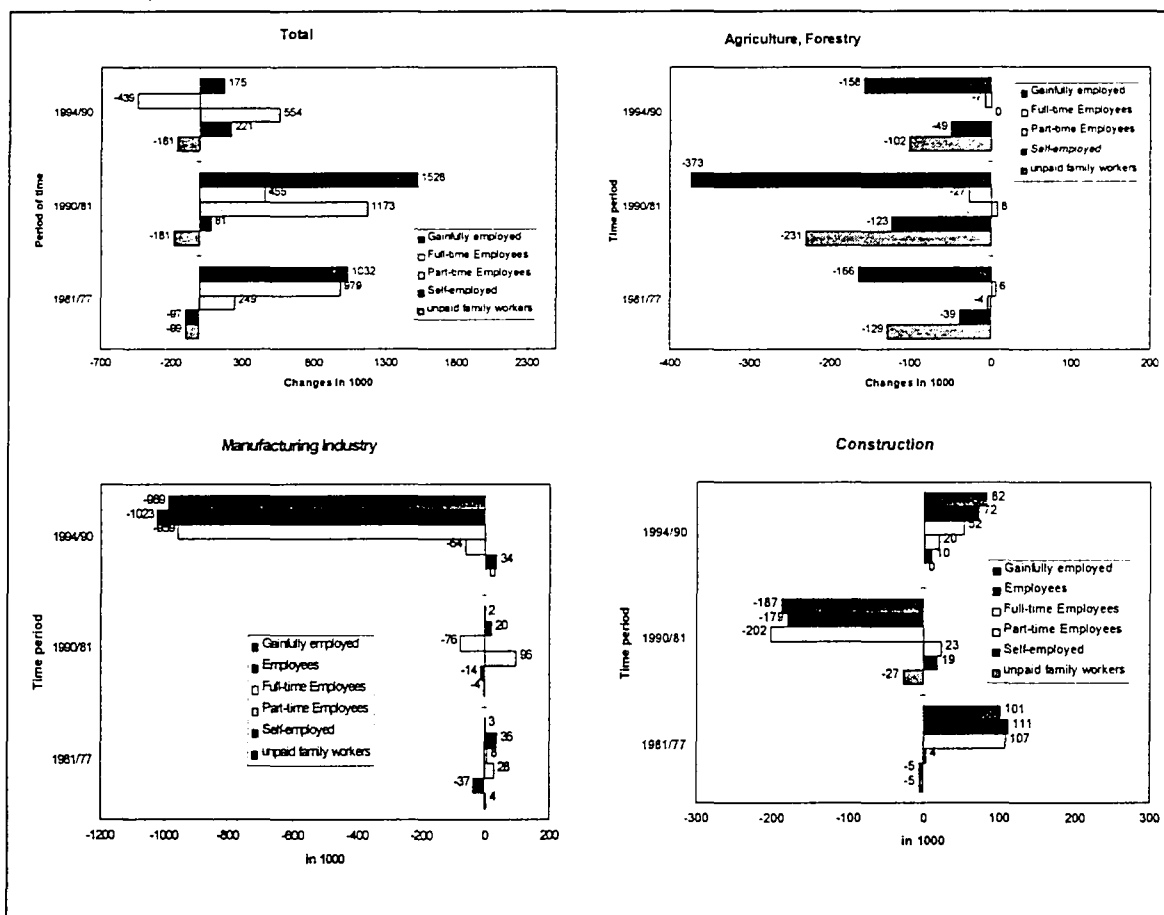 Total
1994/90
175
-439
554
221
-161
Period of time
1990/81
1528
455
1173
81
-181
1981/77
1032
979
249
-97
-99
Gainfully employed
Full-time Employees
Part-time Employees
Self-employed
unpaid family workers
-700 -200 300 800 1300 1800 2300
Changes in 1000
Agriculture, Forestry
1994/90
-158
-7
0
-49
-102
Gainfully employed
Full-time Employees
Part-time Employees
Self-employed
unpaid family workers
Time period
1990/81
-373
-27
8
-123
-231
1981/77
-166
6
-4
-39
-129
-400 -300 -200 -100 0 100 200
Changes in 1000
Manufacturing Industry
1994/90
-989
-1023
-959
-64
34
Time period
1990/81
2
20
-76
96
-14
-4
Gainfully employed
Employees
Full-time Employees
Part-time Employees
Self-employed
unpaid family workers
1981/77
3
36
8
28
-37
4
-1200 -1000 -800 -600 -400 -200 0 200
in 1000
Construction
1994/90
82
72
52
20
10
0
Time period
1990/81
-187
-179
-202
23
19
-27
Gainfully employed
Employees
Full-time Employees
Part-time Employees
Self-employed
unpaid family workers
1981/77
101
111
107
4
-5
-5
-300 -200 -100 0 100 200 300
in 1000